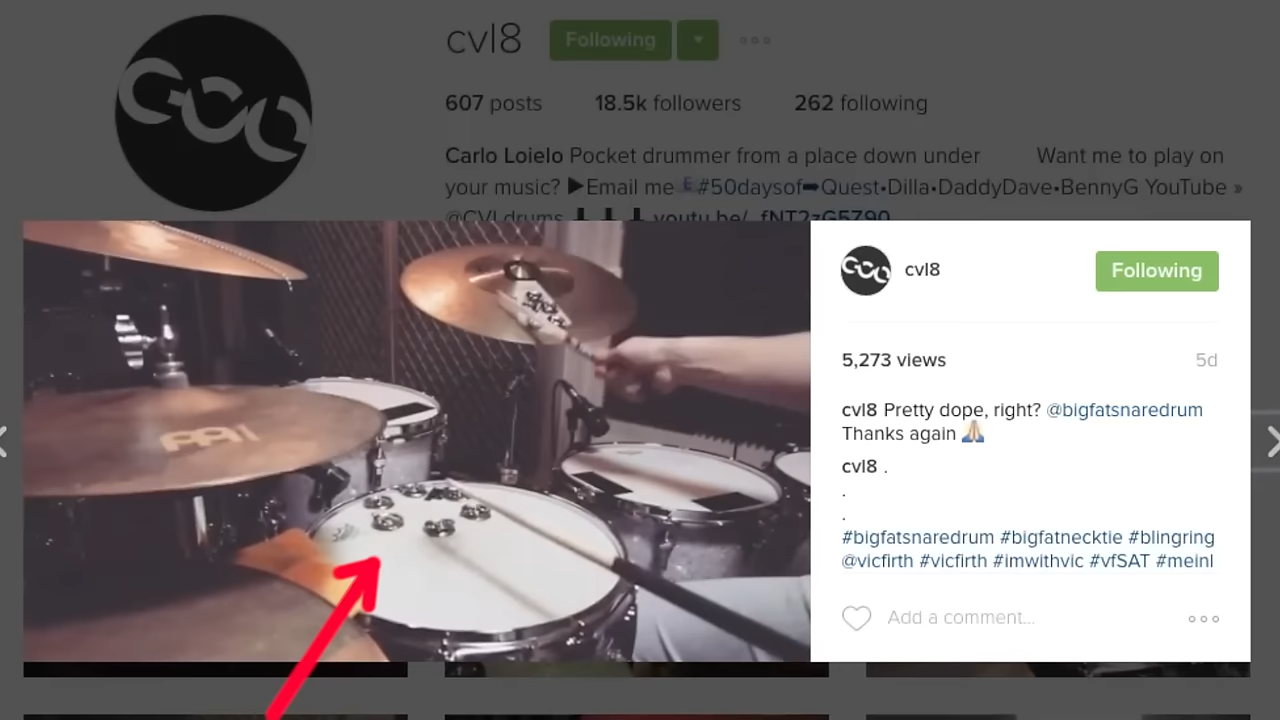 cvl8
Following
607 posts 18.5k followers 262 following
Carlo Loielo Pocket drummer from a place down under Want me to play on
your music? ▶Email me #50daysof➡Quest•Dilla•DaddyDave•BennyG YouTube »
@CVLdrums ⬇ ⬇ ⬇ youtu.be/_fNT2zG5Z90
cvl8
Following
5,273 views 5d
cvl8 Pretty dope, right? @bigfatsnaredrum
Thanks again 🙏
cvl8 .
.
.
#bigfatsnaredrum #bigfatnecktie #blingring
@vicfirth #vicfirth #imwithvic #vfSAT #meinl
Add a comment...